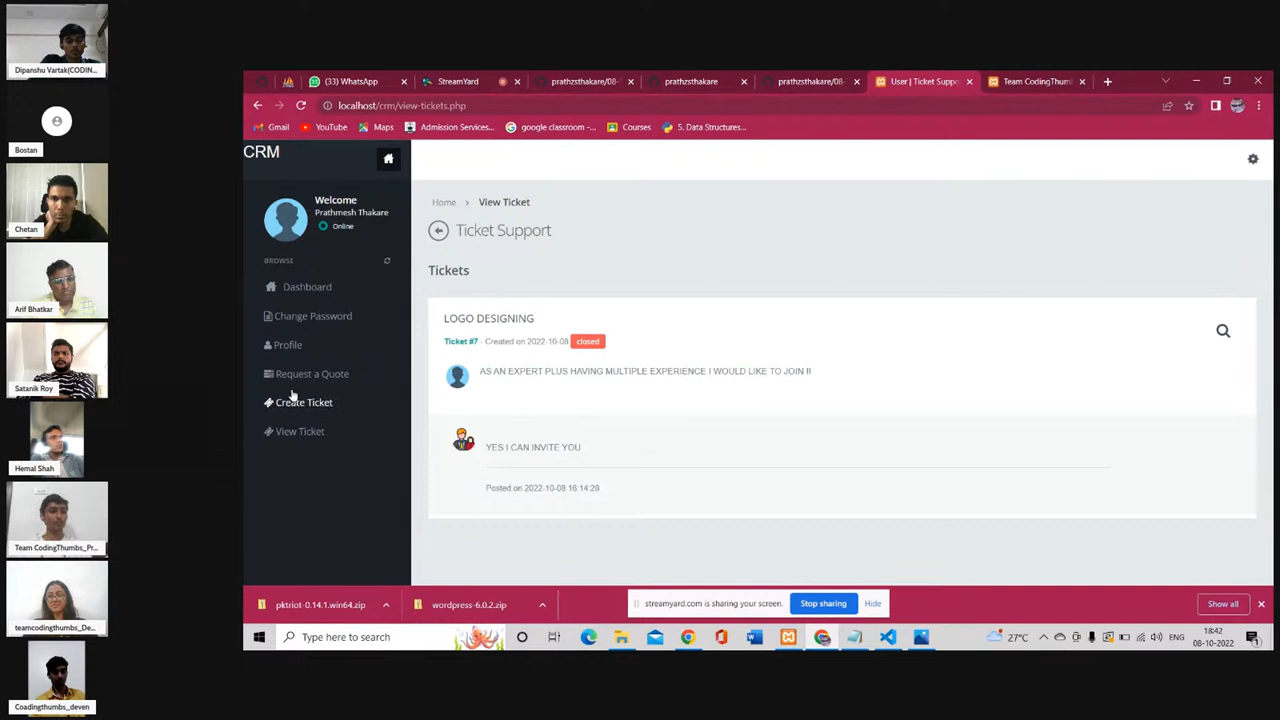 Dipanshu Vartak(CODIN...
Bostan
Chetan
Arif Bhatkar
Satanik Roy
Hemal Shah
Team CodingThumbs_Pr...
teamcodingthumbs_De...
Coadingthumbs_deven
(33) WhatsApp
StreamYard
prathzsthakare/08-
prathzsthakare
prathzsthakare/08-
User | Ticket Suppo
Team CodingThumb
localhost/crm/view-tickets.php
Gmail
YouTube
Maps
Admission Services...
google classroom -...
Courses
5. Data Structures...
CRM
Welcome
Prathmesh Thakare
Online
BROWSE
Dashboard
Change Password
Profile
Request a Quote
Create Ticket
View Ticket
Home > View Ticket
Ticket Support
Tickets
LOGO DESIGNING
Ticket #7 - Created on 2022-10-08 closed
AS AN EXPERT PLUS HAVING MULTIPLE EXPERIENCE I WOULD LIKE TO JOIN !!
YES I CAN INVITE YOU
Posted on 2022-10-08 16:14:28
pktriot-0.14.1.win64.zip
wordpress-6.0.2.zip
streamyard.com is sharing your screen.
Stop sharing
Hide
Show all
Type here to search
27°C
ENG
18:42
08-10-2022